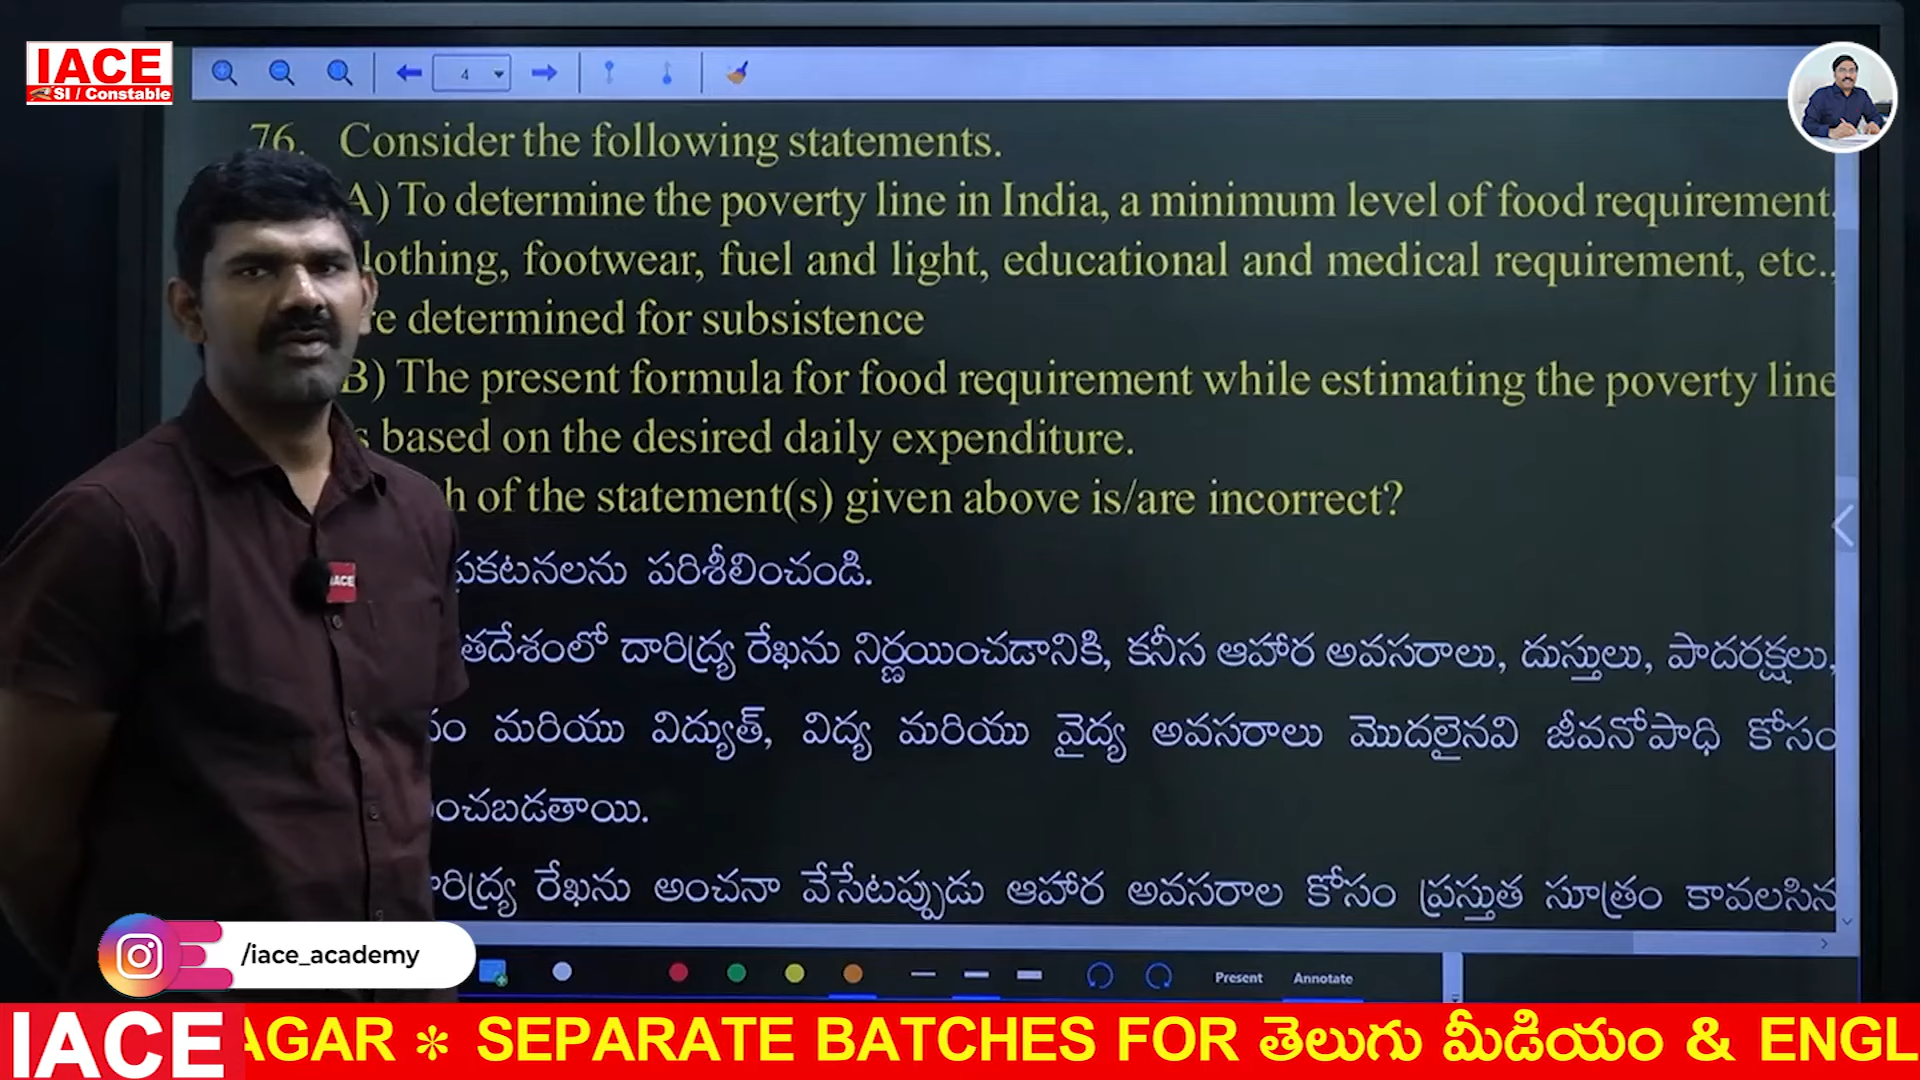 IACE
SI / Constable
4
76. Consider the following statements.
A) To determine the poverty line in India, a minimum level of food requirement,
lothing, footwear, fuel and light, educational and medical requirement, etc.,
re determined for subsistence
B) The present formula for food requirement while estimating the poverty line
s based on the desired daily expenditure.
h of the statement(s) given above is/are incorrect?
ప్రకటనలను పరిశీలించండి.
తదేశంలో దారిద్ర్య రేఖను నిర్ణయించడానికి, కనీస ఆహార అవసరాలు, దుస్తులు, పాదరక్షలు,
నం మరియు విద్యుత్, విద్య మరియు వైద్య అవసరాలు మొదలైనవి జీవనోపాధి కోసం
ించబడతాయి.
రిద్ర్య రేఖను అంచనా వేసేటప్పుడు ఆహార అవసరాల కోసం ప్రస్తుత సూత్రం కావలసిన
IACE
/iace_academy
Present Annotate
IACE AGAR * SEPARATE BATCHES FOR తెలుగు మీడియం & ENGL